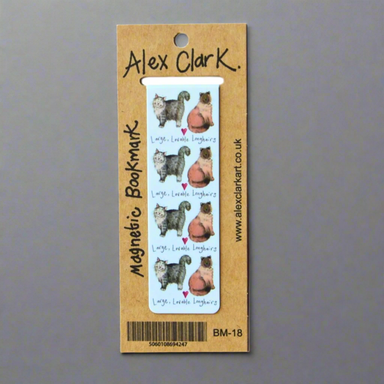 Alex Clark.
Magnetic Bookmark
Large, Lovable Longhairs
Large, Lovable Longhairs
Large, Lovable Longhairs
Large, Lovable Longhairs
www.alexclarkart.co.uk
5060108694247
BM-18